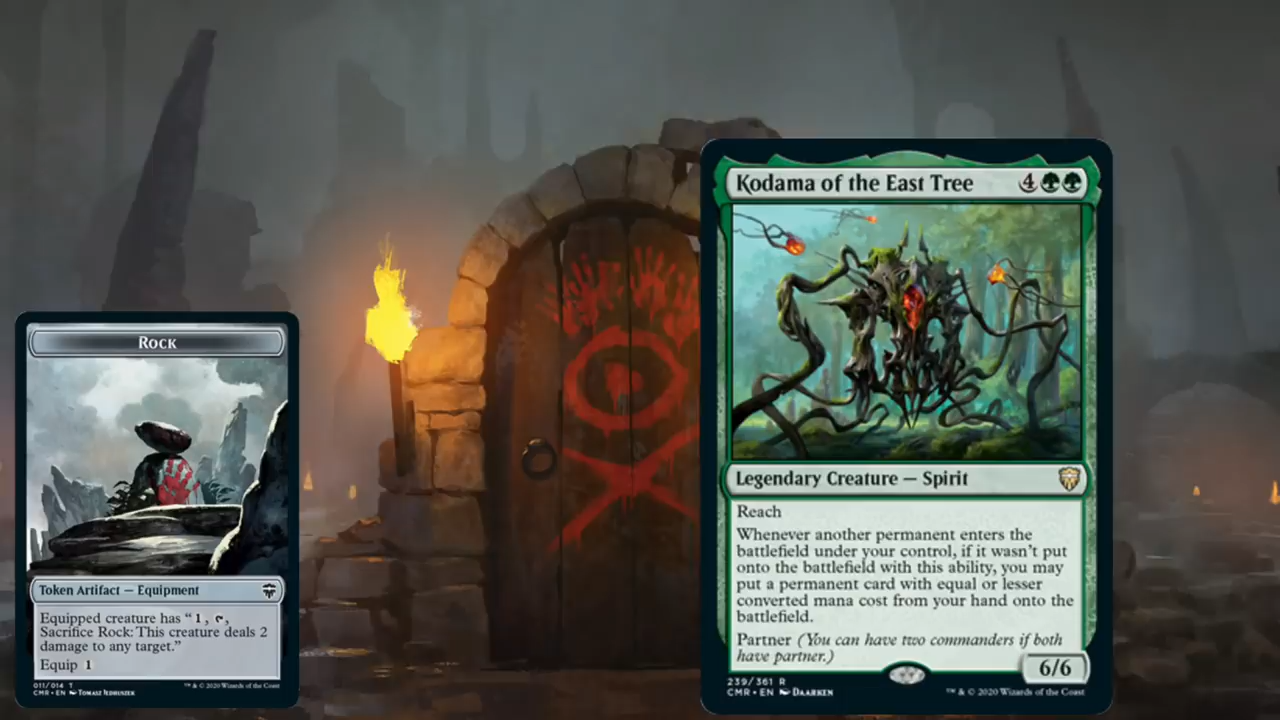 Rock
Token Artifact — Equipment
Equipped creature has “1, T,
Sacrifice Rock: This creature deals 2
damage to any target.”
Equip 1
011/014 T
CMR • EN Tomasz Jedruszek
™ & © 2020 Wizards of the Coast
Kodama of the East Tree 4
Legendary Creature — Spirit
Reach
Whenever another permanent enters the
battlefield under your control, if it wasn't put
onto the battlefield with this ability, you may
put a permanent card with equal or lesser
converted mana cost from your hand onto the
battlefield.
Partner (You can have two commanders if both
have partner.)
6/6
239/361 R
CMR • EN Daarken
™ & © 2020 Wizards of the Coast